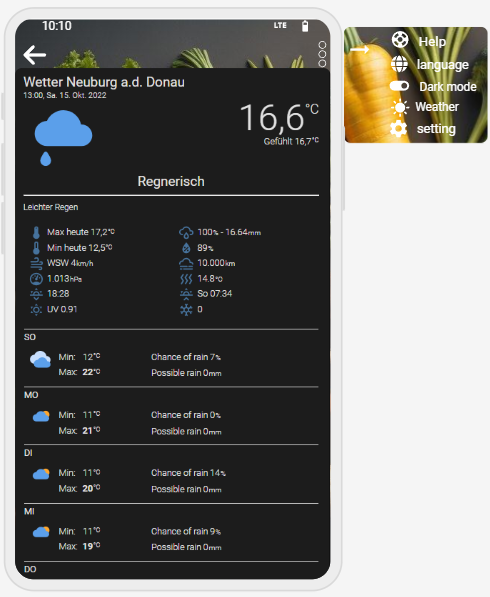 10:10
LTE
Wetter Neuburg a.d. Donau
13:00, Sa. 15. Okt. 2022
16,6°C
Gefühlt 16,7°C
Regnerisch
Leichter Regen
Max heute 17,2°C
100% - 16.64mm
Min heute 12,5°C
89%
WSW 4km/h
10.000km
1.013hPa
14.8°C
18:28
So 07:34
UV 0.91
0
SO
Min: 12°C
Chance of rain 7%
Max: 22°C
Possible rain 0mm
MO
Min: 11°C
Chance of rain 0%
Max: 21°C
Possible rain 0mm
DI
Min: 11°C
Chance of rain 14%
Max: 20°C
Possible rain 0mm
MI
Min: 11°C
Chance of rain 9%
Max: 19°C
Possible rain 0mm
DO
Help
language
Dark mode
Weather
setting